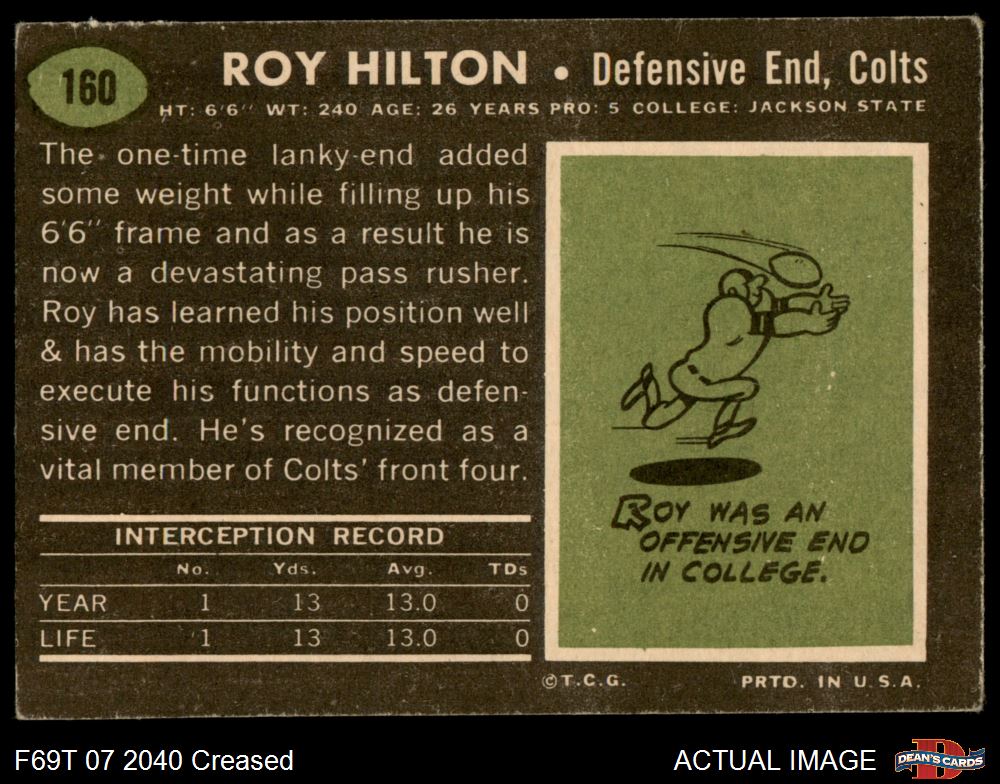 160
ROY HILTON • Defensive End, Colts
HT: 6'6" WT: 240 AGE: 26 YEARS PRO: 5 COLLEGE: JACKSON STATE
The one-time lanky-end added
some weight while filling up his
6'6" frame and as a result he is
now a devastating pass rusher.
Roy has learned his position well
& has the mobility and speed to
execute his functions as defen-
sive end. He's recognized as a
vital member of Colts' front four.
INTERCEPTION RECORD
No. Yds. Avg. TDs
YEAR 1 13 13.0 0
LIFE 1 13 13.0 0
ROY WAS AN
OFFENSIVE END
IN COLLEGE.
©T.C.G. PRTD. IN U.S.A.
F69T 07 2040 Creased
ACTUAL IMAGE
D
DEAN'S CARDS